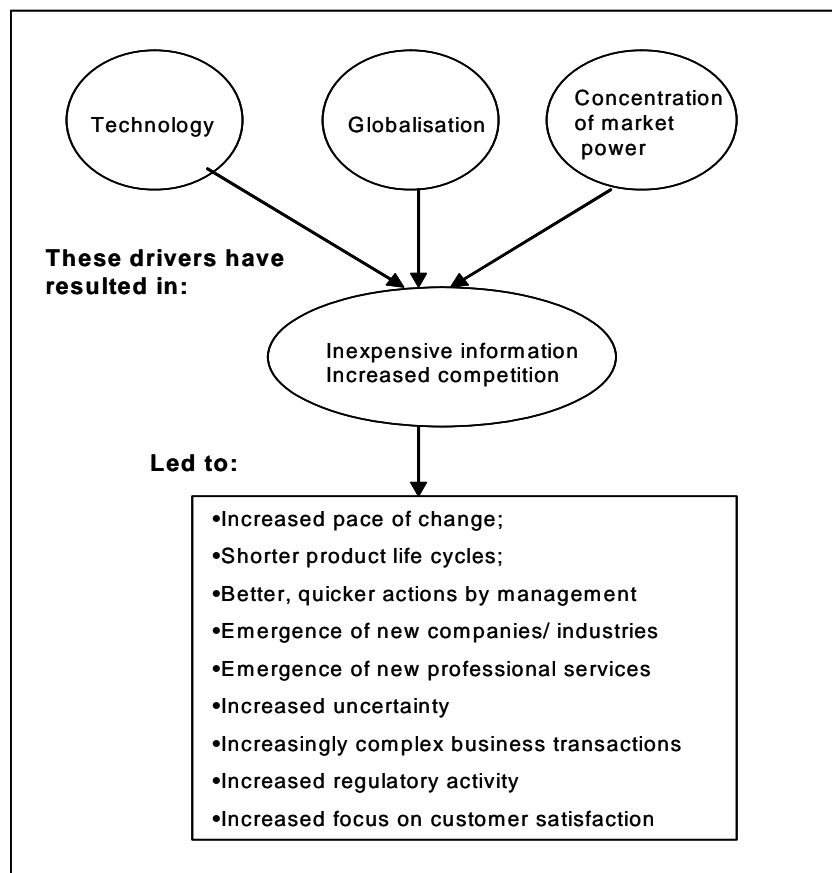 Technology
Globalisation
Concentration
of market
power
These drivers have
resulted in:
Inexpensive information
Increased competition
Led to:
•Increased pace of change;
•Shorter product life cycles;
•Better, quicker actions by management
•Emergence of new companies/ industries
•Emergence of new professional services
•Increased uncertainty
•Increasingly complex business transactions
•Increased regulatory activity
•Increased focus on customer satisfaction